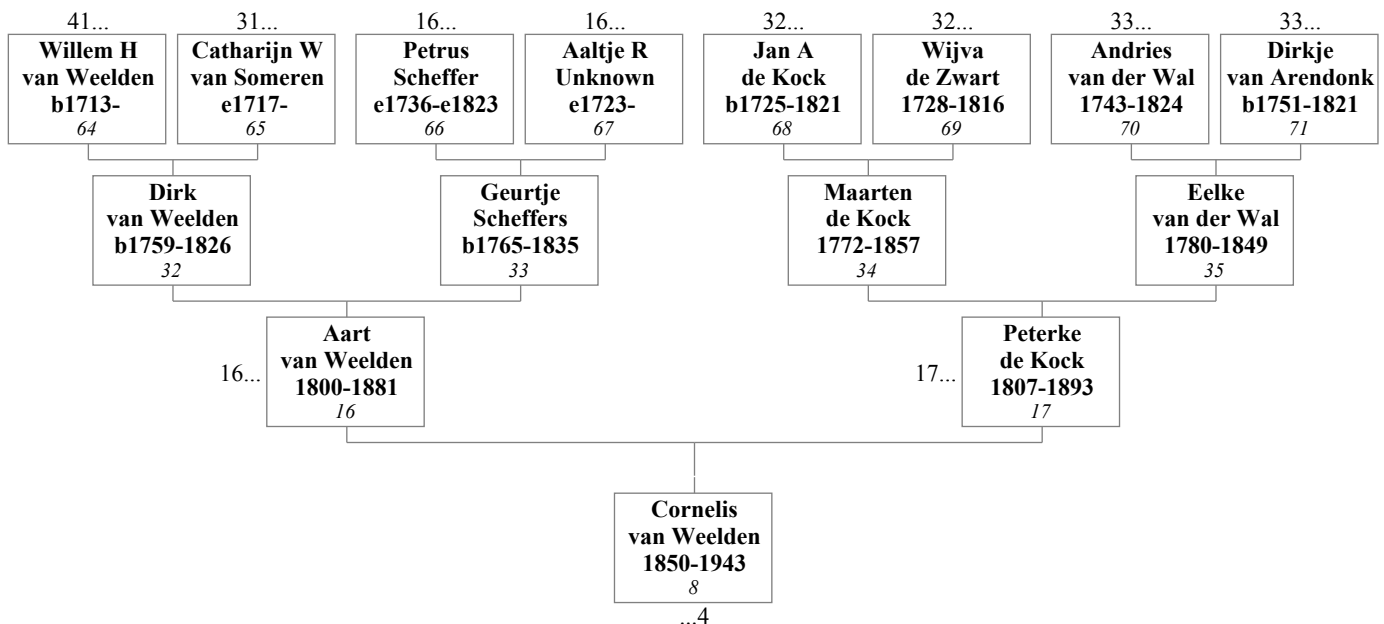 41...
31...
16...
16...
32...
32...
33...
33...
Willem H
van Weelden
b1713-
64
Catharijn W
van Someren
e1717-
65
Petrus
Scheffer
e1736-e1823
66
Aaltje R
Unknown
e1723-
67
Jan A
de Kock
b1725-1821
68
Wijva
de Zwart
1728-1816
69
Andries
van der Wal
1743-1824
70
Dirkje
van Arendonk
b1751-1821
71
Dirk
van Weelden
b1759-1826
32
Geurtje
Scheffers
b1765-1835
33
Maarten
de Kock
1772-1857
34
Eelke
van der Wal
1780-1849
35
16...
Aart
van Weelden
1800-1881
16
17...
Peterke
de Kock
1807-1893
17
Cornelis
van Weelden
1850-1943
8
...4